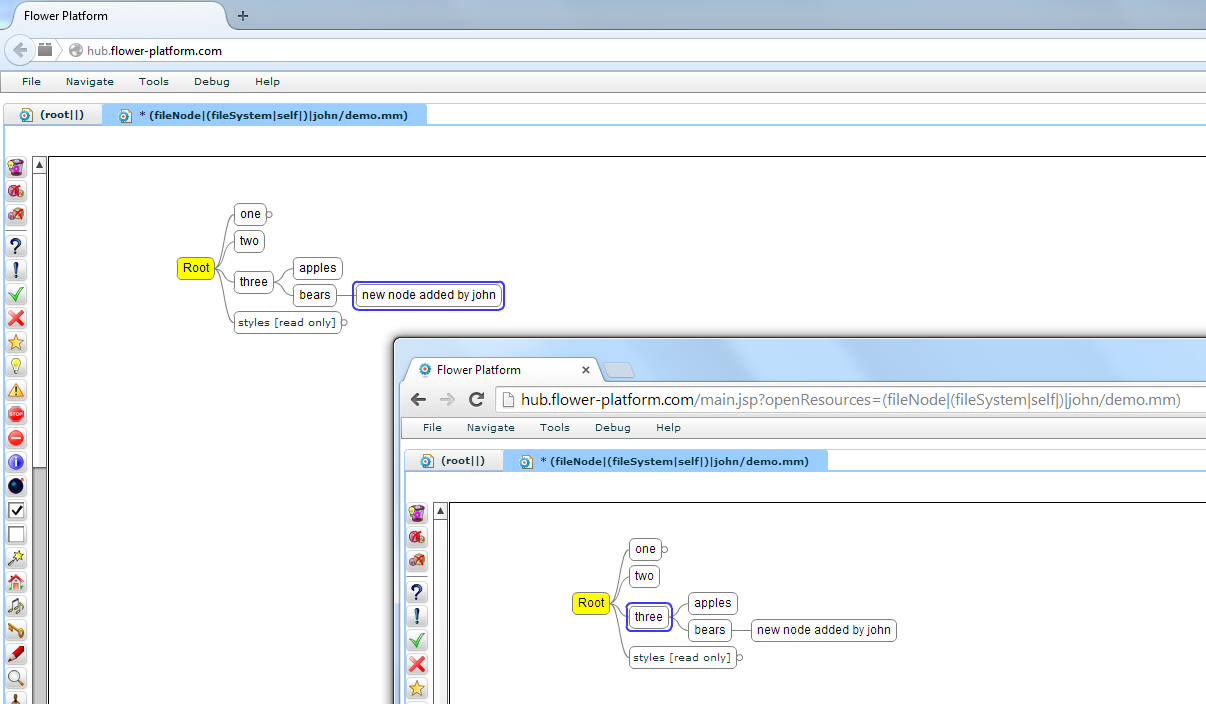 Flower Platform
hub.flower-platform.com
File Navigate Tools Debug Help
(root||) * (fileNode|(fileSystem|self|)|john/demo.mm)
one
two
Root
three
apples
bears
new node added by john
styles [read only]
STOP
Flower Platform
hub.flower-platform.com/main.jsp?openResources=(fileNode|(fileSystem|self|)|john/demo.mm)
File Navigate Tools Debug Help
(root||) * (fileNode|(fileSystem|self|)|john/demo.mm)
one
two
Root
three
apples
bears
new node added by john
styles [read only]